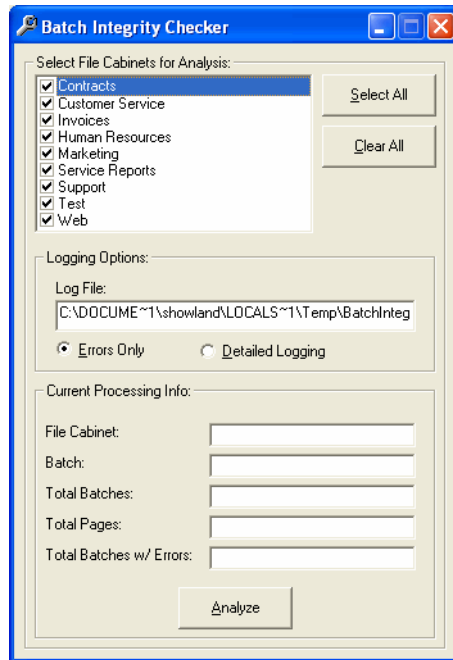 Batch Integrity Checker
Select File Cabinets for Analysis:
Contracts
Customer Service
Invoices
Human Resources
Marketing
Service Reports
Support
Test
Web
Select All
Clear All
Logging Options:
Log File:
C:\DOCUME~1\showland\LOCALS~1\Temp\BatchInteg
Errors Only
Detailed Logging
Current Processing Info:
File Cabinet:
Batch:
Total Batches:
Total Pages:
Total Batches w/ Errors:
Analyze